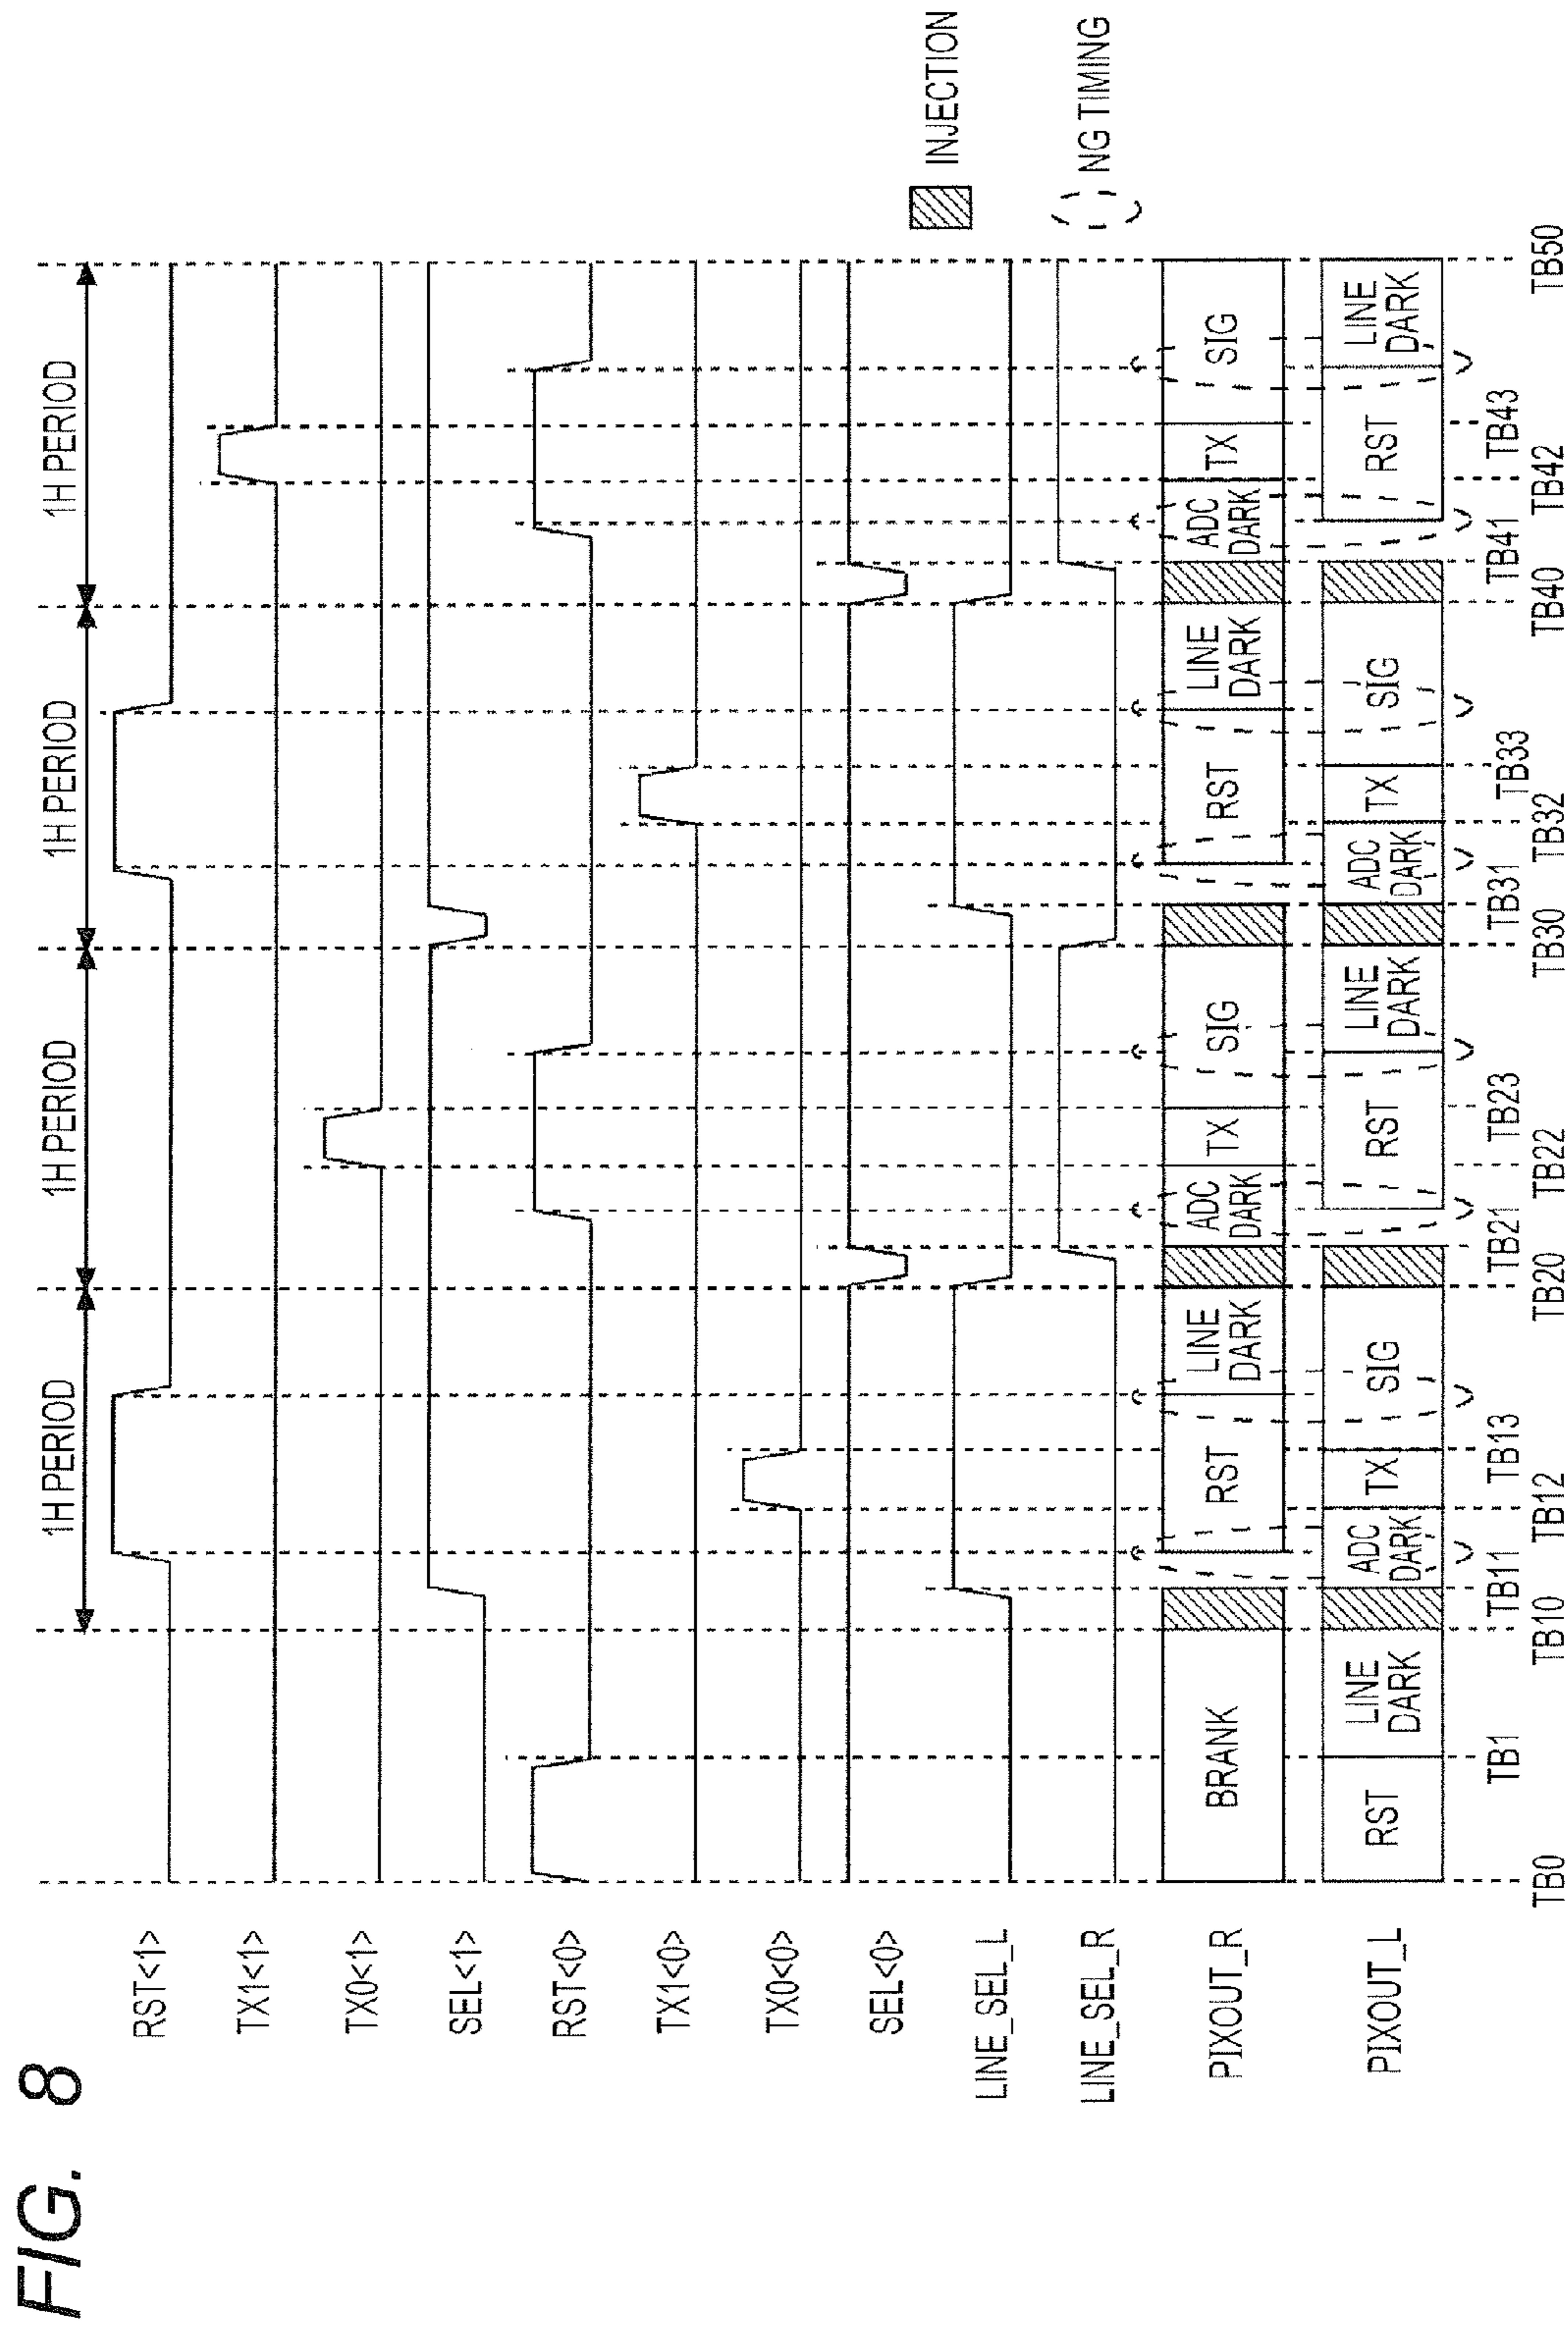 FIG. 8
1H PERIOD
1H PERIOD
1H PERIOD
1H PERIOD
RST<1>
TX1<1>
TX0<1>
SEL<1>
RST<0>
TX1<0>
TX0<0>
SEL<0>
LINE_SEL_L
LINE_SEL_R
PIXOUT_R
BRANK
RST
LINE
DARK
ADC
DARK
TX
SIG
RST
LINE
DARK
ADC
DARK
TX
SIG
PIXOUT_L
RST
LINE
DARK
ADC
DARK
TX
SIG
RST
LINE
DARK
ADC
DARK
TX
SIG
RST
LINE
DARK
TB0
TB1
TB10
TB11
TB12
TB13
TB20
TB21
TB22
TB23
TB30
TB31
TB32
TB33
TB40
TB41
TB42
TB43
TB50
INJECTION
NG TIMING